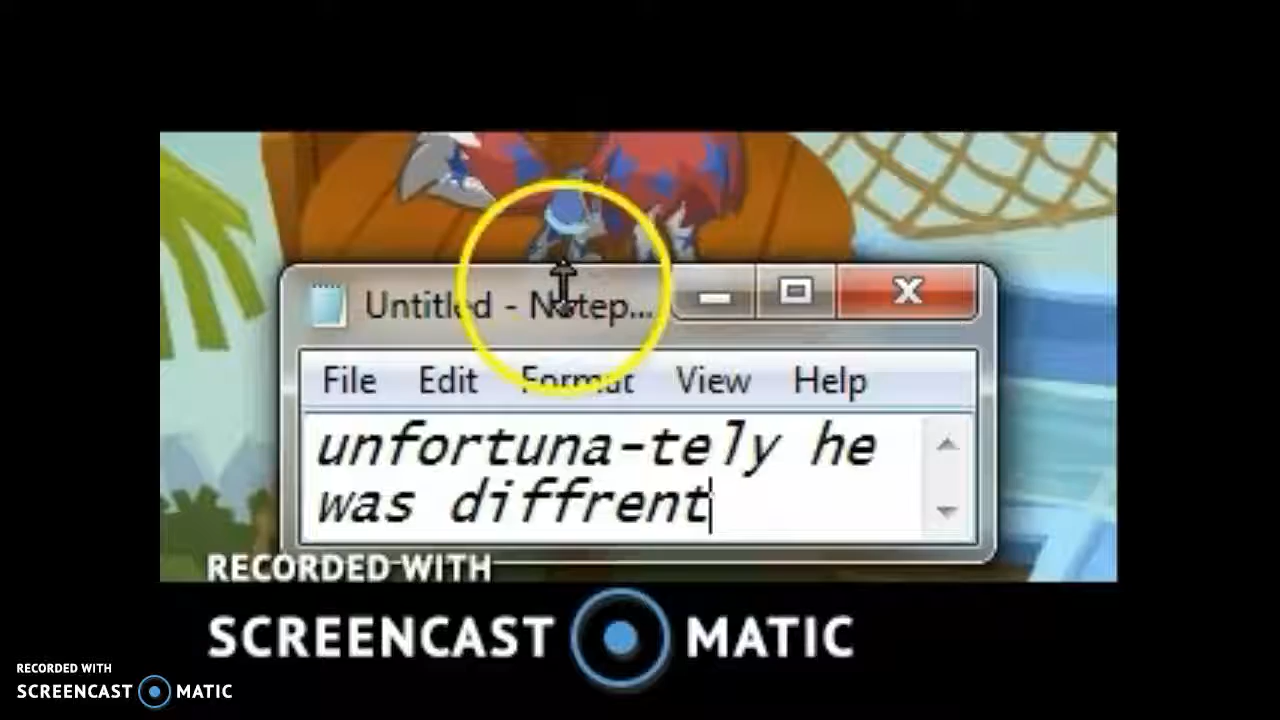 Untitled - Notep...
File Edit Format View Help
unfortuna-tely he
was diffrent
RECORDED WITH
SCREENCAST MATIC
RECORDED WITH
SCREENCAST MATIC